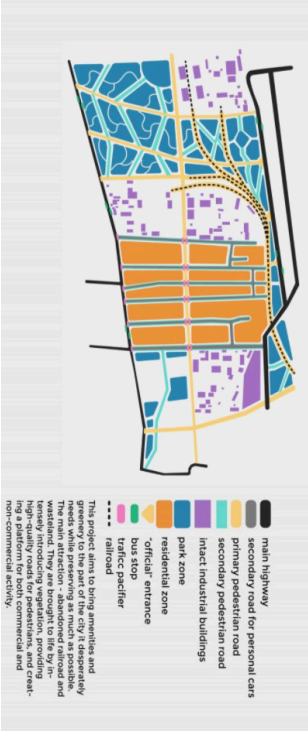 main highway
secondary road for personal cars
primary pedestrian road
secondary pedestrian road
intact industrial buildings
park zone
residential zone
"official" entrance
bus stop
traficc pacifier
railroad
This project aims to bring amenities and
greenery to the part of the city it desperately
needs while preserving as much as possible.
The main attraction - abandoned railroad and
wasteland. They are brought to life by in-
tensely introducing vegetation, providing
high-quality roads for pedestrians, and creat-
ing a platform for both commercial and
non-commercial activity.